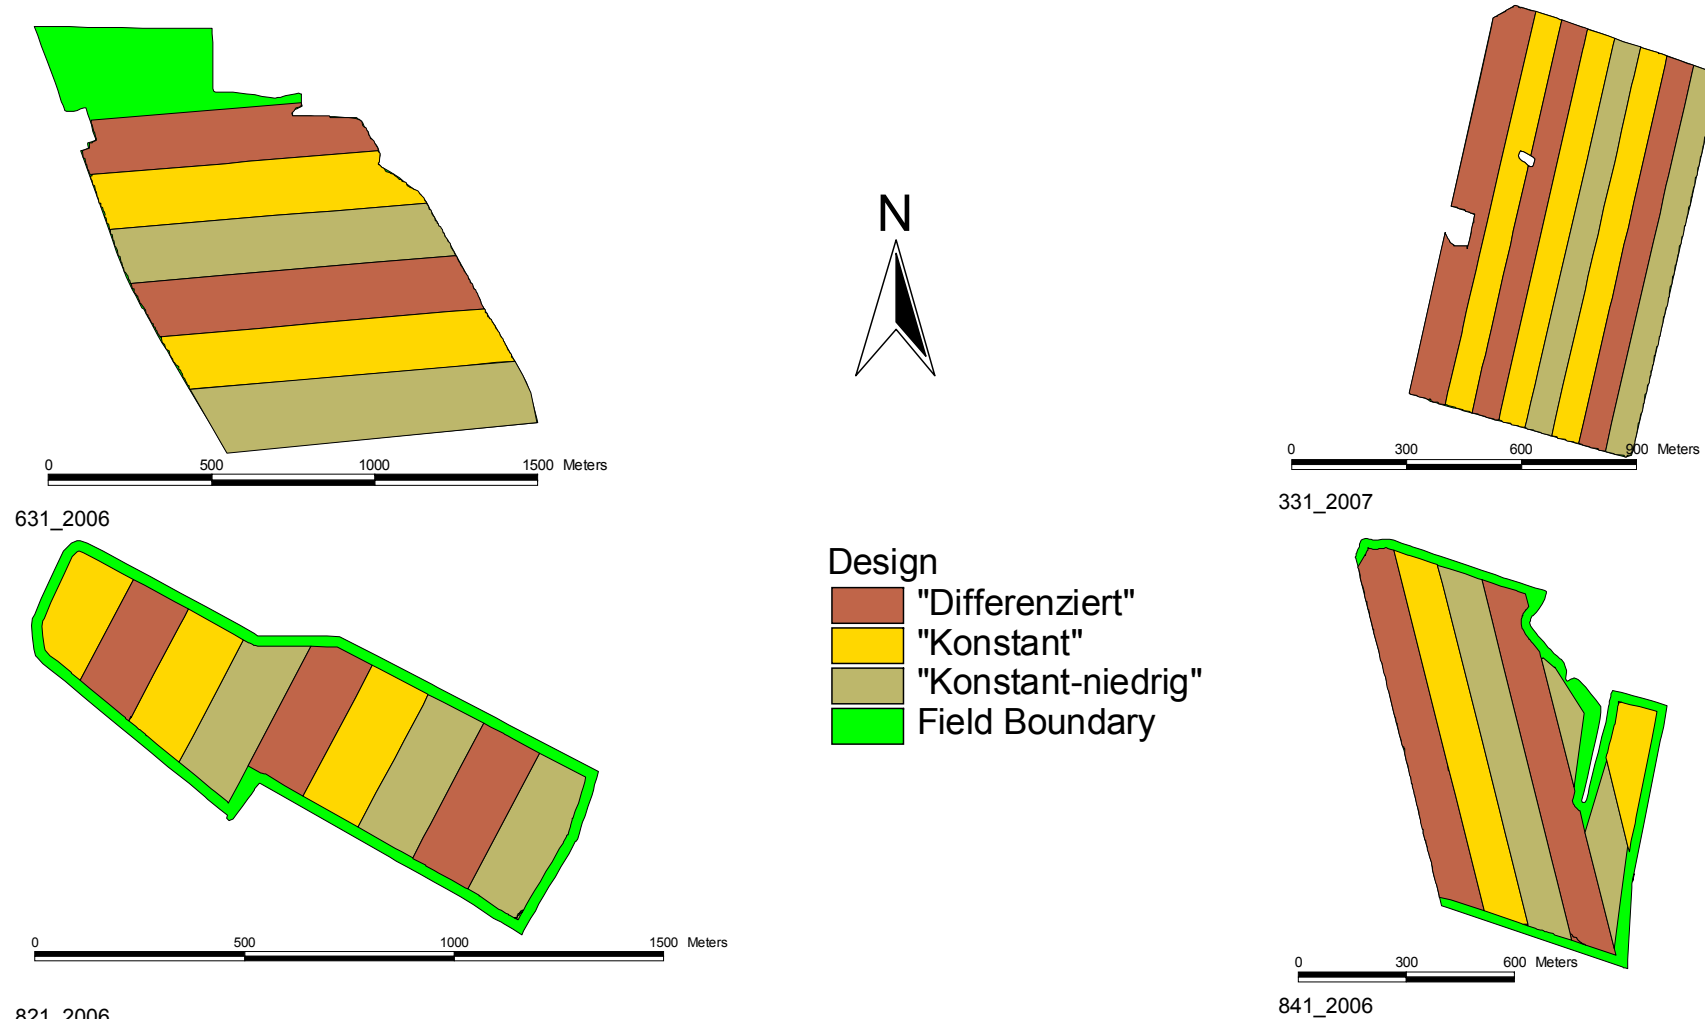 N
0 500 1000 1500 Meters
631_2006
0 300 600 900 Meters
331_2007
Design
"Differenziert"
"Konstant"
"Konstant-niedrig"
Field Boundary
0 500 1000 1500 Meters
821_2006
0 300 600 Meters
841_2006